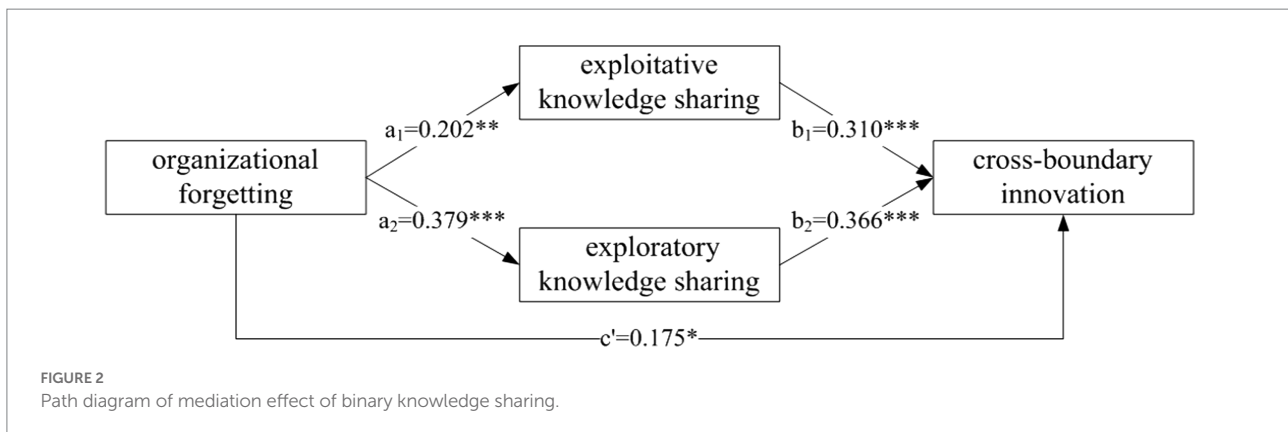 exploitative
knowledge sharing
a₁=0.202**
b₁=0.310***
organizational
forgetting
cross-boundary
innovation
a₂=0.379***
b₂=0.366***
exploratory
knowledge sharing
c'=0.175*
FIGURE 2
Path diagram of mediation effect of binary knowledge sharing.